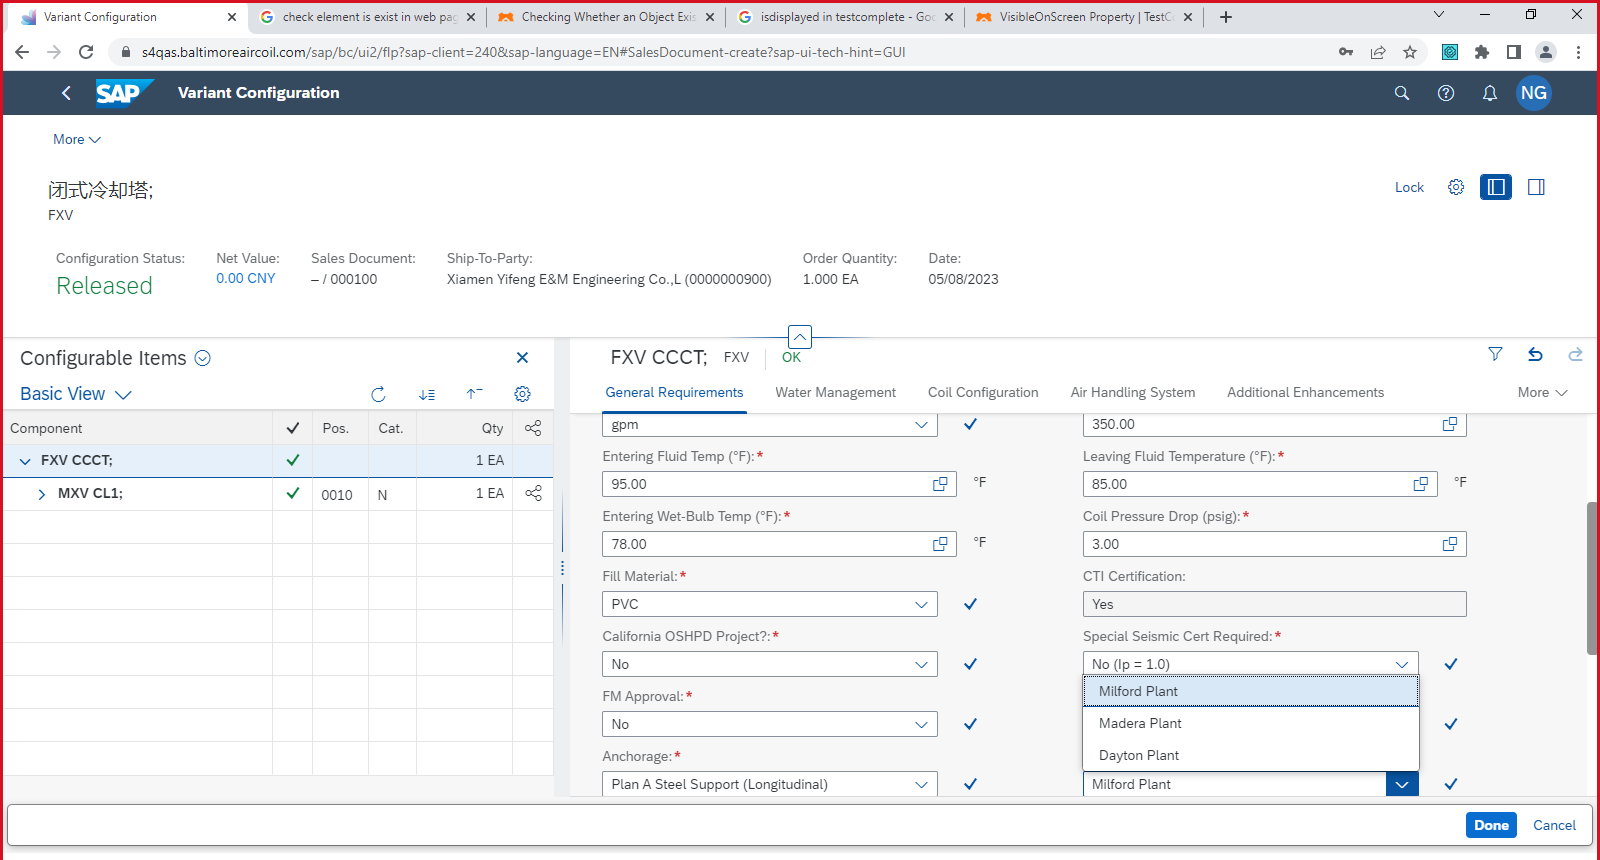 Variant Configuration
check element is exist in web pag
Checking Whether an Object Exis
isdisplayed in testcomplete - Goo
VisibleOnScreen Property | TestCo
s4qas.baltimoreaircoil.com/sap/bc/ui2/flp?sap-client=240&sap-language=EN#SalesDocument-create?sap-ui-tech-hint=GUI
SAP
Variant Configuration
NG
More
闭式冷却塔;
FXV
Lock
Configuration Status:
Released
Net Value:
0.00 CNY
Sales Document:
– / 000100
Ship-To-Party:
Xiamen Yifeng E&M Engineering Co.,L (0000000900)
Order Quantity:
1.000 EA
Date:
05/08/2023
Configurable Items
Basic View
Component Pos. Cat. Qty
FXV CCCT; 1 EA
MXV CL1; 0010 N 1 EA
FXV CCCT; FXV OK
General Requirements Water Management Coil Configuration Air Handling System Additional Enhancements More
gpm 350.00
Entering Fluid Temp (°F):* Leaving Fluid Temperature (°F):*
95.00 °F 85.00 °F
Entering Wet-Bulb Temp (°F):* Coil Pressure Drop (psig):*
78.00 °F 3.00
Fill Material:* CTI Certification:
PVC Yes
California OSHPD Project?:* Special Seismic Cert Required:*
No No (Ip = 1.0)
FM Approval:* Milford Plant
No Madera Plant
Anchorage:* Dayton Plant
Plan A Steel Support (Longitudinal) Milford Plant
Done Cancel